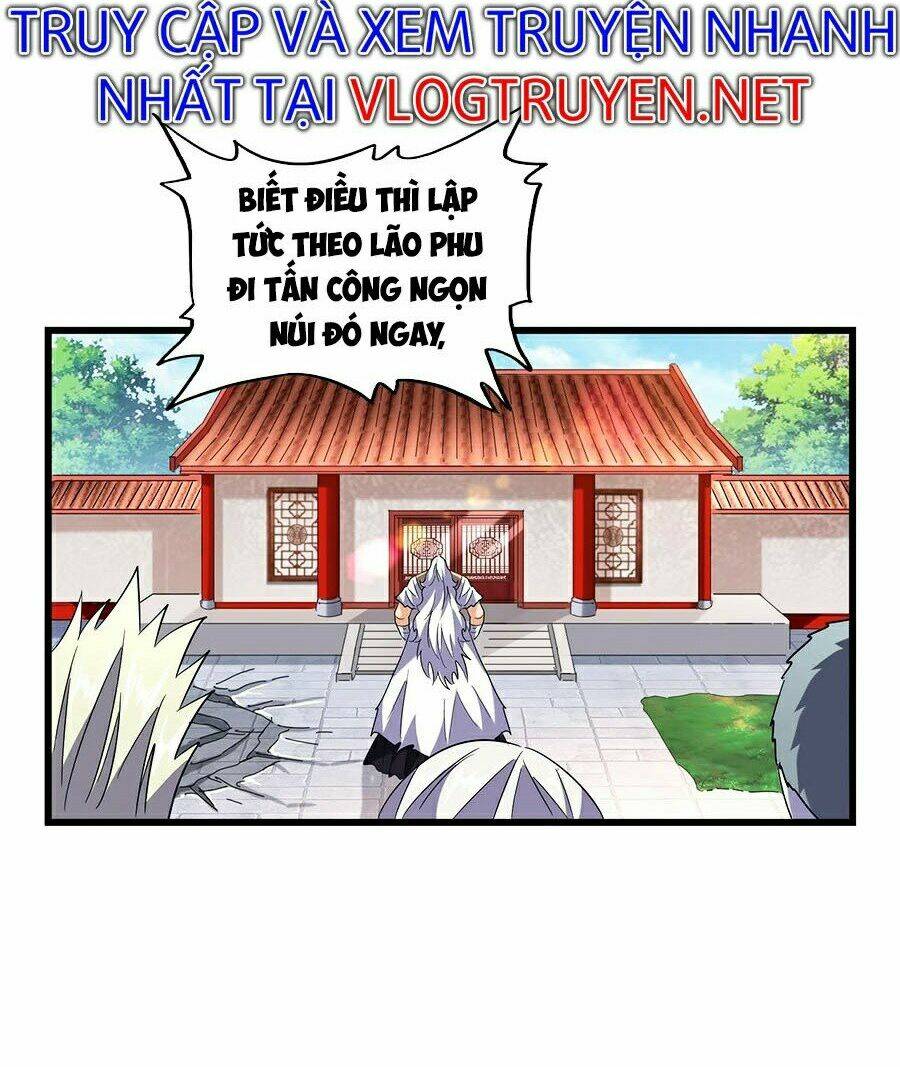 TRUY CẬP VÀ XEM TRUYỆN NHANH
NHẤT TẠI VLOGTRUYEN.NET
BIẾT ĐIỀU THÌ LẬP
TỨC THEO LÃO PHU
ĐI TẤN CÔNG NGỌN
NÚI ĐÓ NGAY,